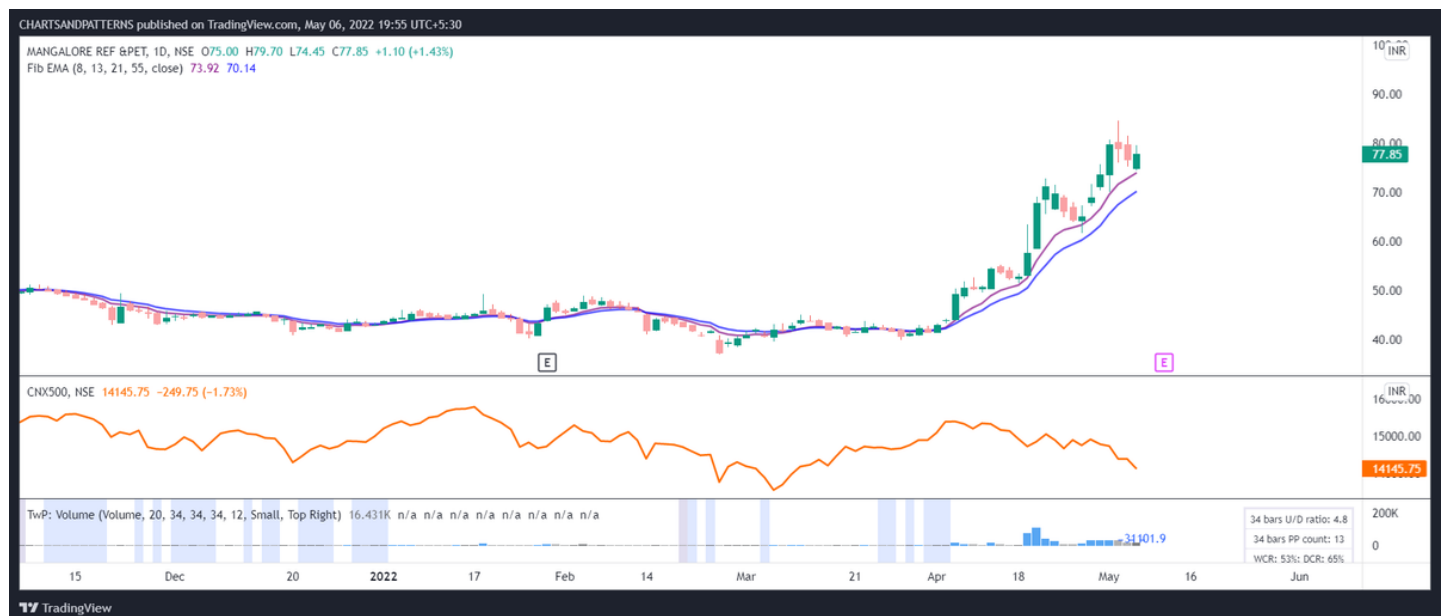 CHARTSANDPATTERNS published on TradingView.com, May 06, 2022 19:55 UTC+5:30
MANGALORE REF &PET, 1D, NSE O75.00 H79.70 L74.45 C77.85 +1.10 (+1.43%)
Fib EMA (8, 13, 21, 55, close) 73.92 70.14
INR
90.00
80.00
77.85
70.00
60.00
50.00
40.00
E
E
CNX500, NSE 14145.75 −249.75 (−1.73%)
INR
15000.00
14145.75
TwP: Volume (Volume, 20, 34, 34, 34, 12, Small, Top Right) 16.431K n/a n/a n/a n/a n/a n/a n/a n/a
200K
34 bars U/D ratio: 4.8
34 bars PP count: 13
WCR: 53%: DCR: 65%
0
15 Dec 20 2022 17 Feb 14 Mar 21 Apr 18 May 16 Jun
TradingView